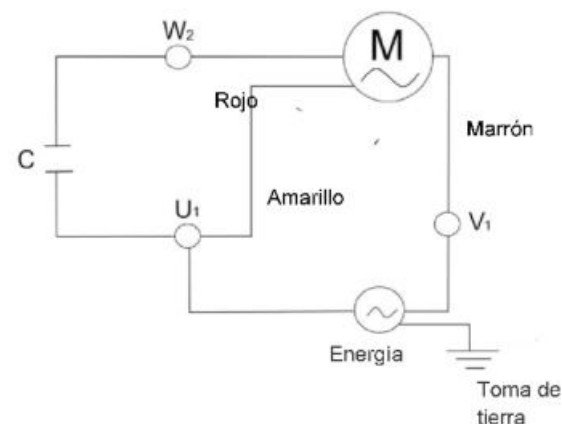 W₂
M
Rojo
Marrón
C
Amarillo
U₁
V₁
Energia
Toma de
tierra